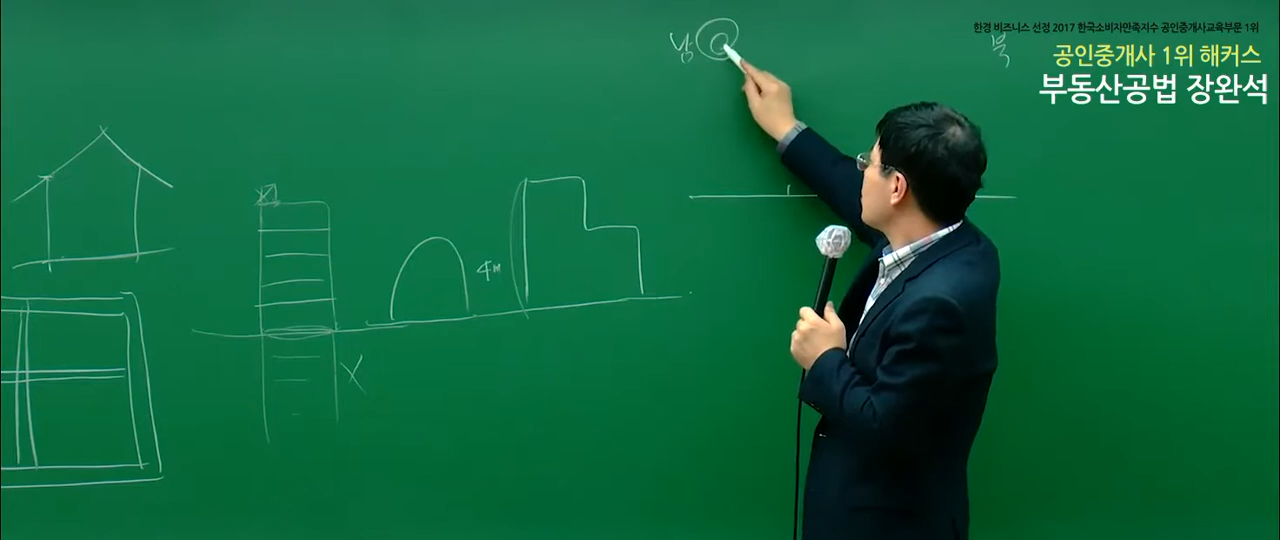 한경 비즈니스 선정 2017 한국소비자만족지수 공인중개사교육부문 1위
공인중개사 1위 해커스
부동산공법 장완석
남
북
4m
X